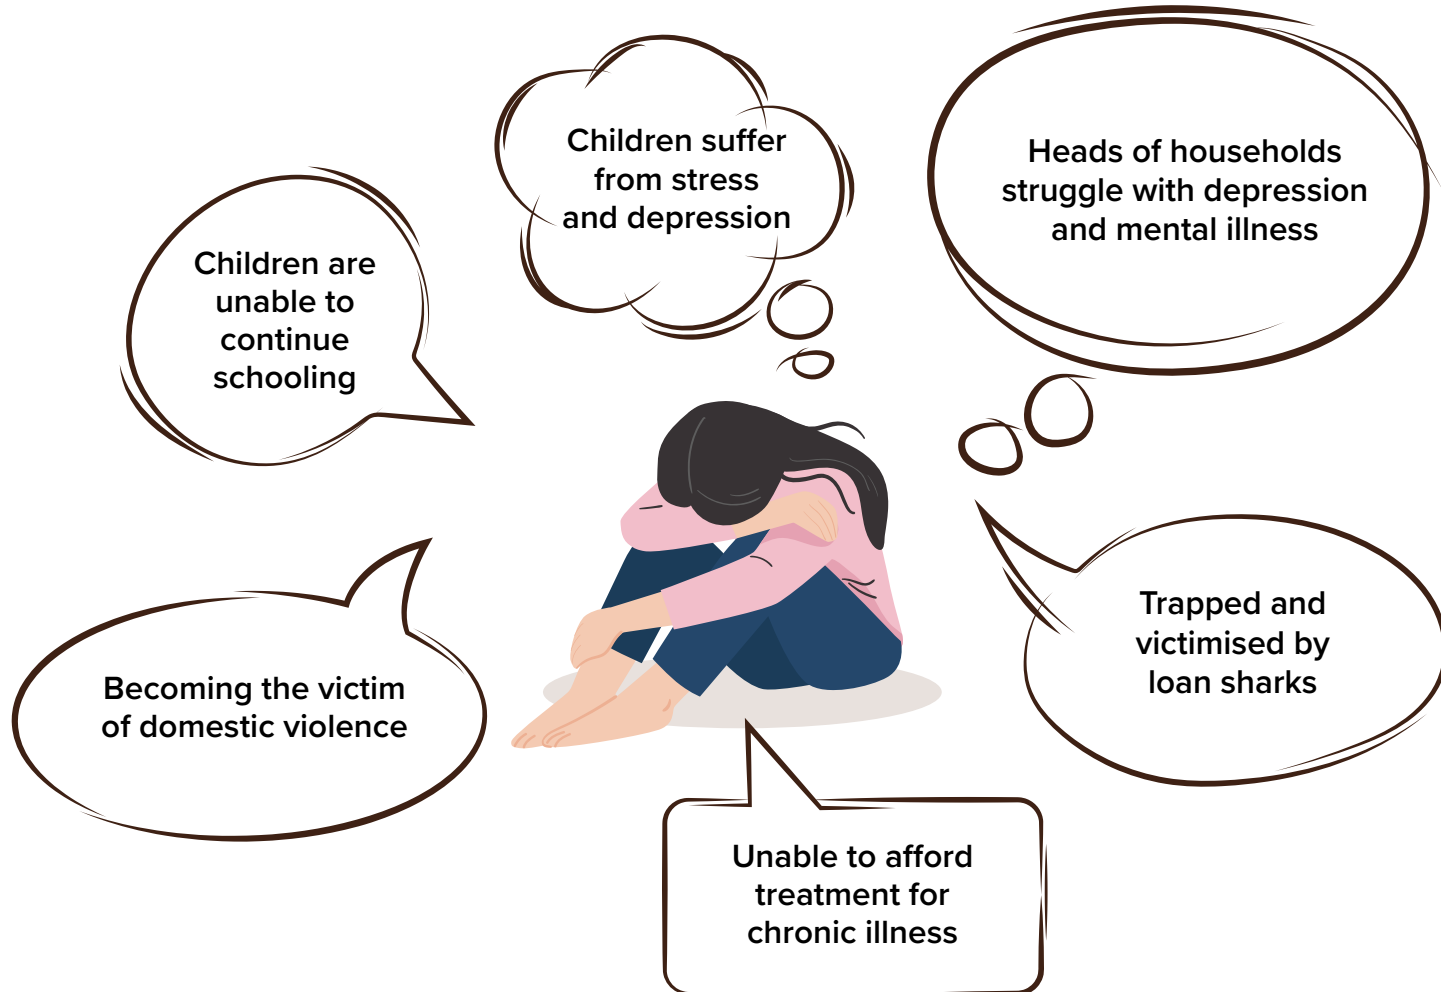 Children suffer
from stress
and depression
Heads of households
struggle with depression
and mental illness
Children are
unable to
continue
schooling
Trapped and
victimised by
loan sharks
Becoming the victim
of domestic violence
Unable to afford
treatment for
chronic illness